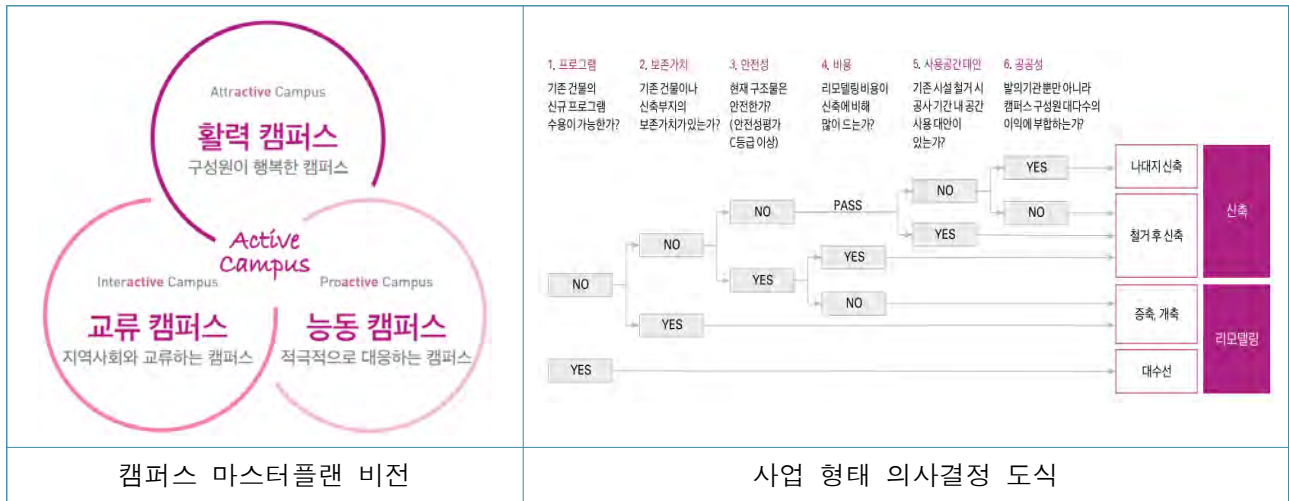 Attractive Campus
활력 캠퍼스
구성원이 행복한 캠퍼스
Active
Campus
Interactive Campus
교류 캠퍼스
지역사회와 교류하는 캠퍼스
Proactive Campus
능동 캠퍼스
적극적으로 대응하는 캠퍼스
캠퍼스 마스터플랜 비전
1. 프로그램
기존 건물의
신규 프로그램
수용이 가능한가?
2. 보존가치
기존 건물이나
신축부지의
보존가치가 있는가?
3. 안전성
현재 구조물은
안전한가?
(안전성평가
C등급 이상)
4. 비용
리모델링 비용이
신축에 비해
많이 드는가?
5. 사용공간 대안
기존 시설 철거 시
공사 기간 내 공간
사용 대안이
있는가?
6. 공공성
발의기관 뿐만 아니라
캠퍼스 구성원 대다수의
이익에 부합하는가?
YES
나대지 신축
NO
NO
PASS
NO
신축
NO
YES
철거 후 신축
YES
YES
NO
NO
증축, 개축
YES
리모델링
YES
대수선
사업 형태 의사결정 도식